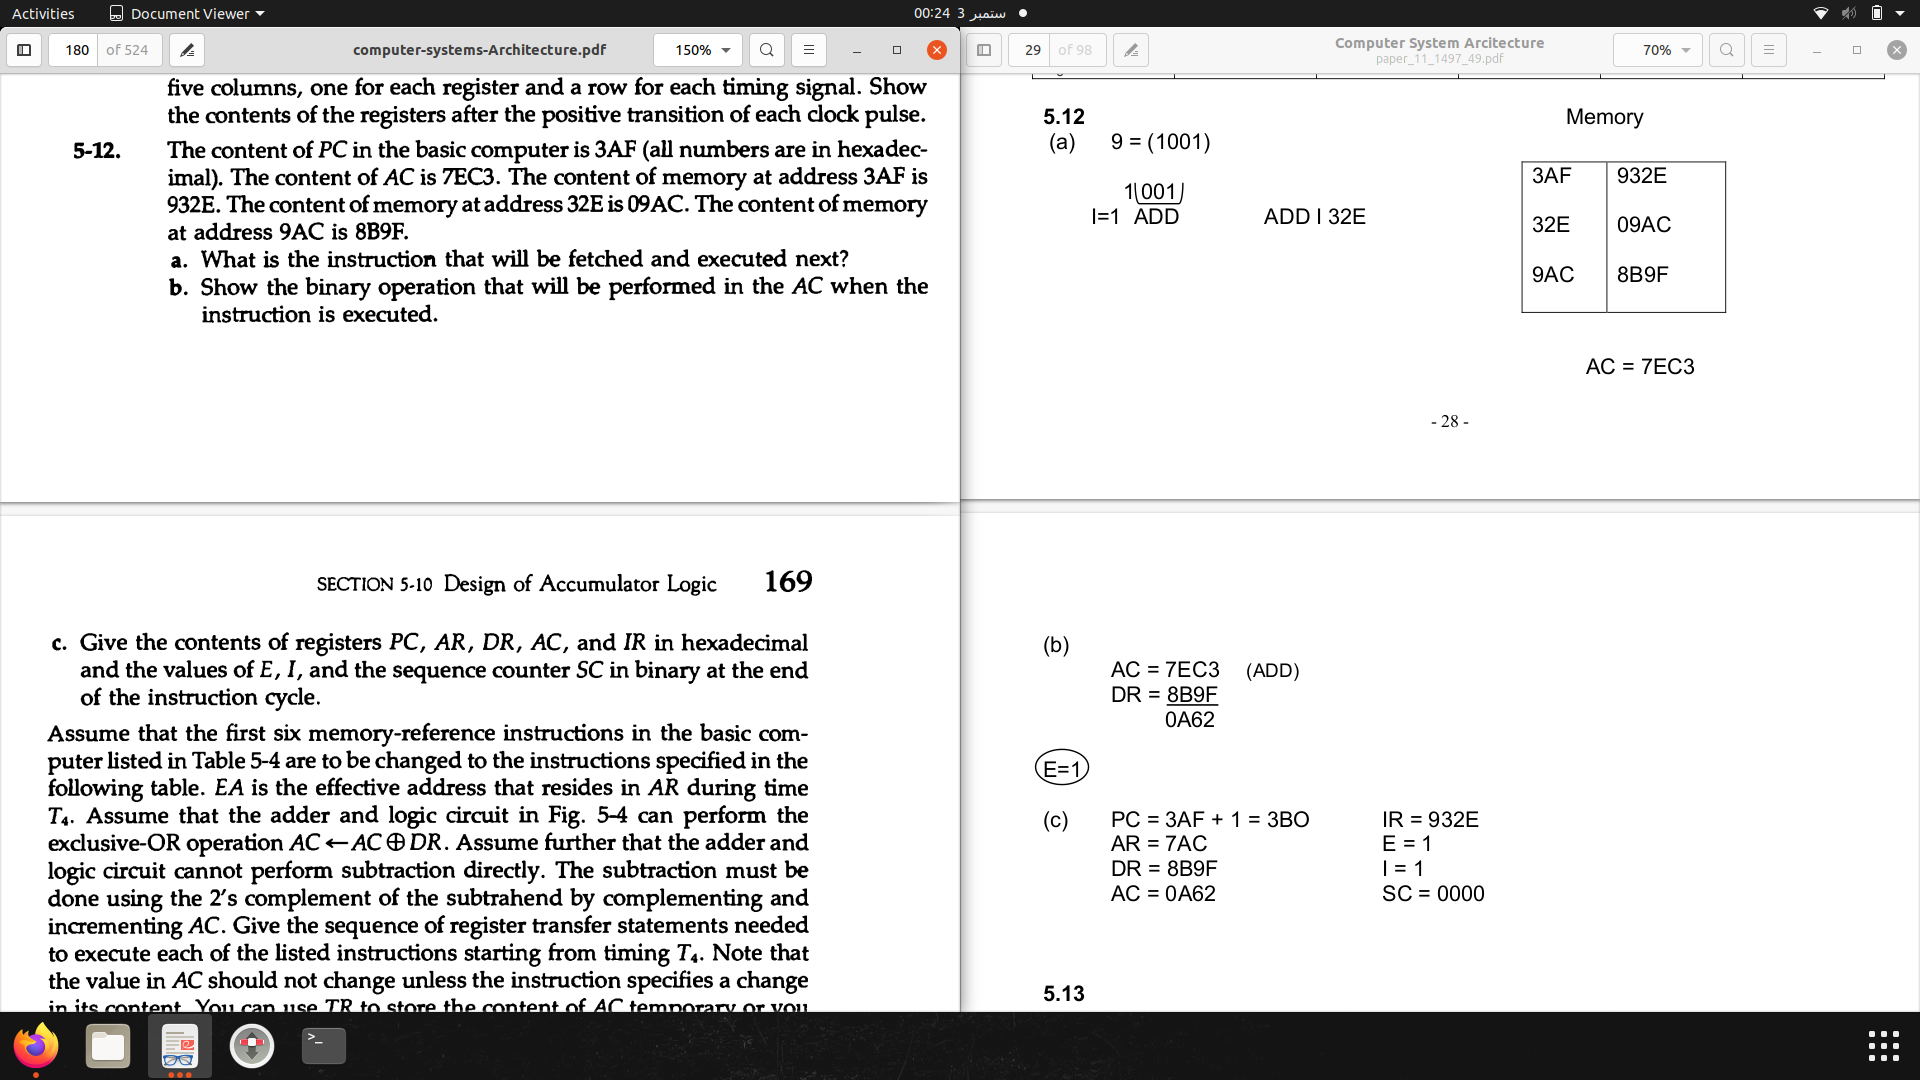 Activities
Document Viewer
00:24 3 ستمبر
180 of 524
computer-systems-Architecture.pdf
150%
five columns, one for each register and a row for each timing signal. Show
the contents of the registers after the positive transition of each clock pulse.
5-12. The content of PC in the basic computer is 3AF (all numbers are in hexadec-
imal). The content of AC is 7EC3. The content of memory at address 3AF is
932E. The content of memory at address 32E is 09AC. The content of memory
at address 9AC is 8B9F.
a. What is the instruction that will be fetched and executed next?
b. Show the binary operation that will be performed in the AC when the
instruction is executed.
SECTION 5-10 Design of Accumulator Logic 169
c. Give the contents of registers PC, AR, DR, AC, and IR in hexadecimal
and the values of E, I, and the sequence counter SC in binary at the end
of the instruction cycle.
Assume that the first six memory-reference instructions in the basic com-
puter listed in Table 5-4 are to be changed to the instructions specified in the
following table. EA is the effective address that resides in AR during time
T₄. Assume that the adder and logic circuit in Fig. 5-4 can perform the
exclusive-OR operation AC ← AC ⊕ DR. Assume further that the adder and
logic circuit cannot perform subtraction directly. The subtraction must be
done using the 2's complement of the subtrahend by complementing and
incrementing AC. Give the sequence of register transfer statements needed
to execute each of the listed instructions starting from timing T₄. Note that
the value in AC should not change unless the instruction specifies a change
in its content. You can use TR to store the content of AC temporary or you
29 of 98
Computer System Arcitecture
paper_11_1497_49.pdf
70%
5.12
Memory
(a) 9 = (1001)
1 001
I=1 ADD ADD I 32E
3AF 932E
32E 09AC
9AC 8B9F
AC = 7EC3
- 28 -
(b)
AC = 7EC3 (ADD)
DR = 8B9F
0A62
E=1
(c) PC = 3AF + 1 = 3BO IR = 932E
AR = 7AC E = 1
DR = 8B9F I = 1
AC = 0A62 SC = 0000
5.13